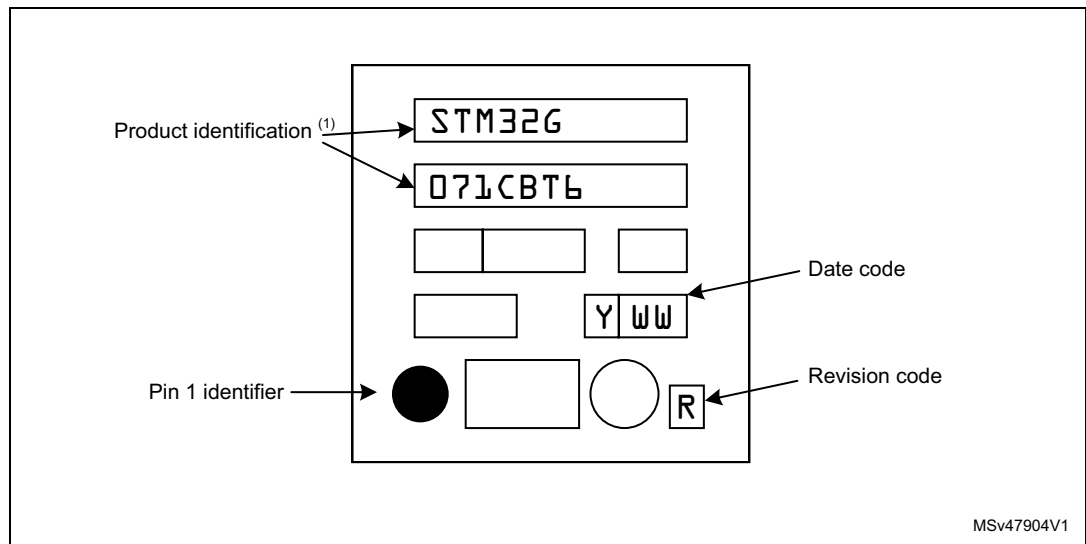 STM32G
Product identification (1)
071CBT6
Date code
Y WW
Pin 1 identifier
Revision code
R
MSv47904V1